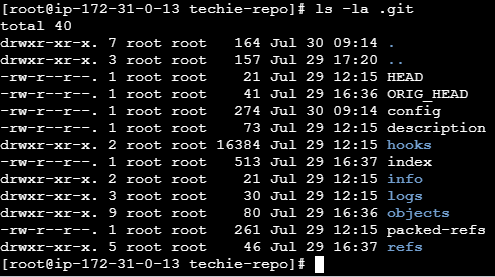 [root@ip-172-31-0-13 techie-repo]# ls -la .git
total 40
drwxr-xr-x. 7 root root   164 Jul 30 09:14 .
drwxr-xr-x. 3 root root   157 Jul 29 17:20 ..
-rw-r--r--. 1 root root    21 Jul 29 12:15 HEAD
-rw-r--r--. 1 root root    41 Jul 29 16:36 ORIG_HEAD
-rw-r--r--. 1 root root   274 Jul 30 09:14 config
-rw-r--r--. 1 root root    73 Jul 29 12:15 description
drwxr-xr-x. 2 root root 16384 Jul 29 12:15 hooks
-rw-r--r--. 1 root root   513 Jul 29 16:37 index
drwxr-xr-x. 2 root root    21 Jul 29 12:15 info
drwxr-xr-x. 3 root root    30 Jul 29 12:15 logs
drwxr-xr-x. 9 root root    80 Jul 29 16:36 objects
-rw-r--r--. 1 root root   261 Jul 29 12:15 packed-refs
drwxr-xr-x. 5 root root    46 Jul 29 16:37 refs
[root@ip-172-31-0-13 techie-repo]#